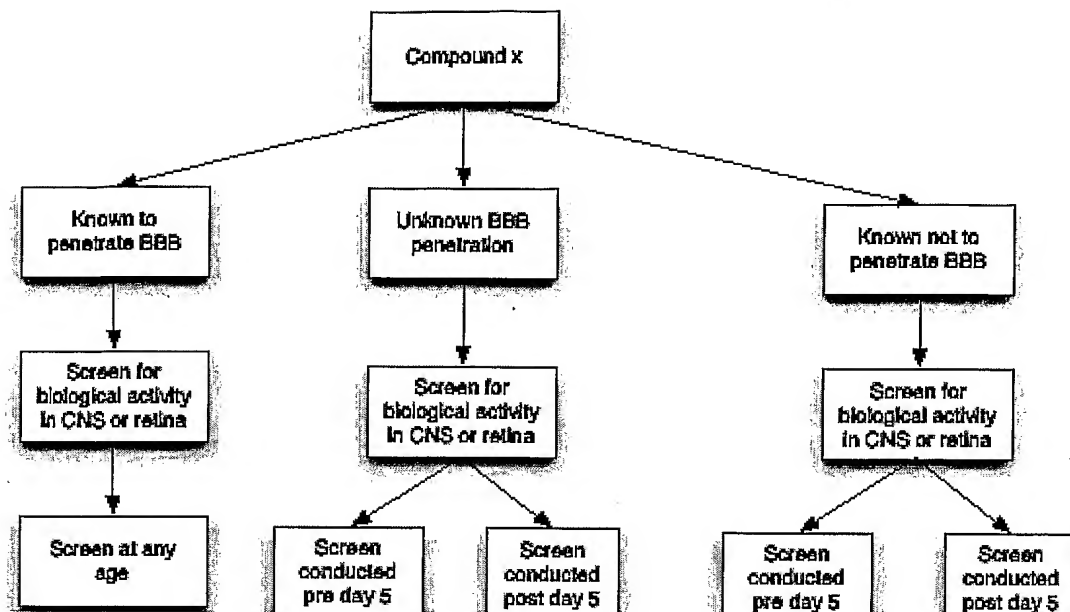 Compound x
Known to
penetrate BBB
Unknown BBB
penetration
Known not to
penetrate BBB
Screen for
biological activity
in CNS or retina
Screen for
biological activity
in CNS or retina
Screen for
biological activity
in CNS or retina
Screen at any
age
Screen
conducted
pre day 5
Screen
conducted
post day 5
Screen
conducted
pre day 5
Screen
conducted
post day 5